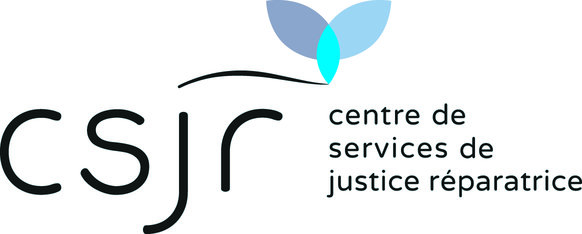 csjr
centre de
services de
justice réparatrice